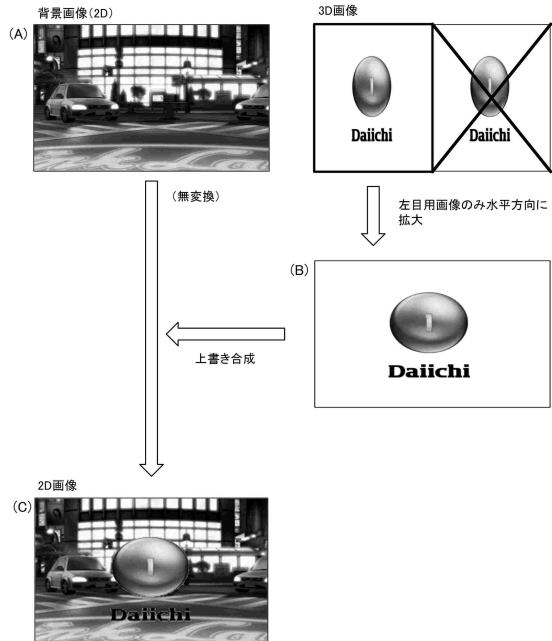 背景画像(2D)
3D画像
(A)
Daiichi
Daiichi
(無変換)
左目用画像のみ水平方向に
拡大
(B)
Daiichi
上書き合成
2D画像
(C)
Daiichi